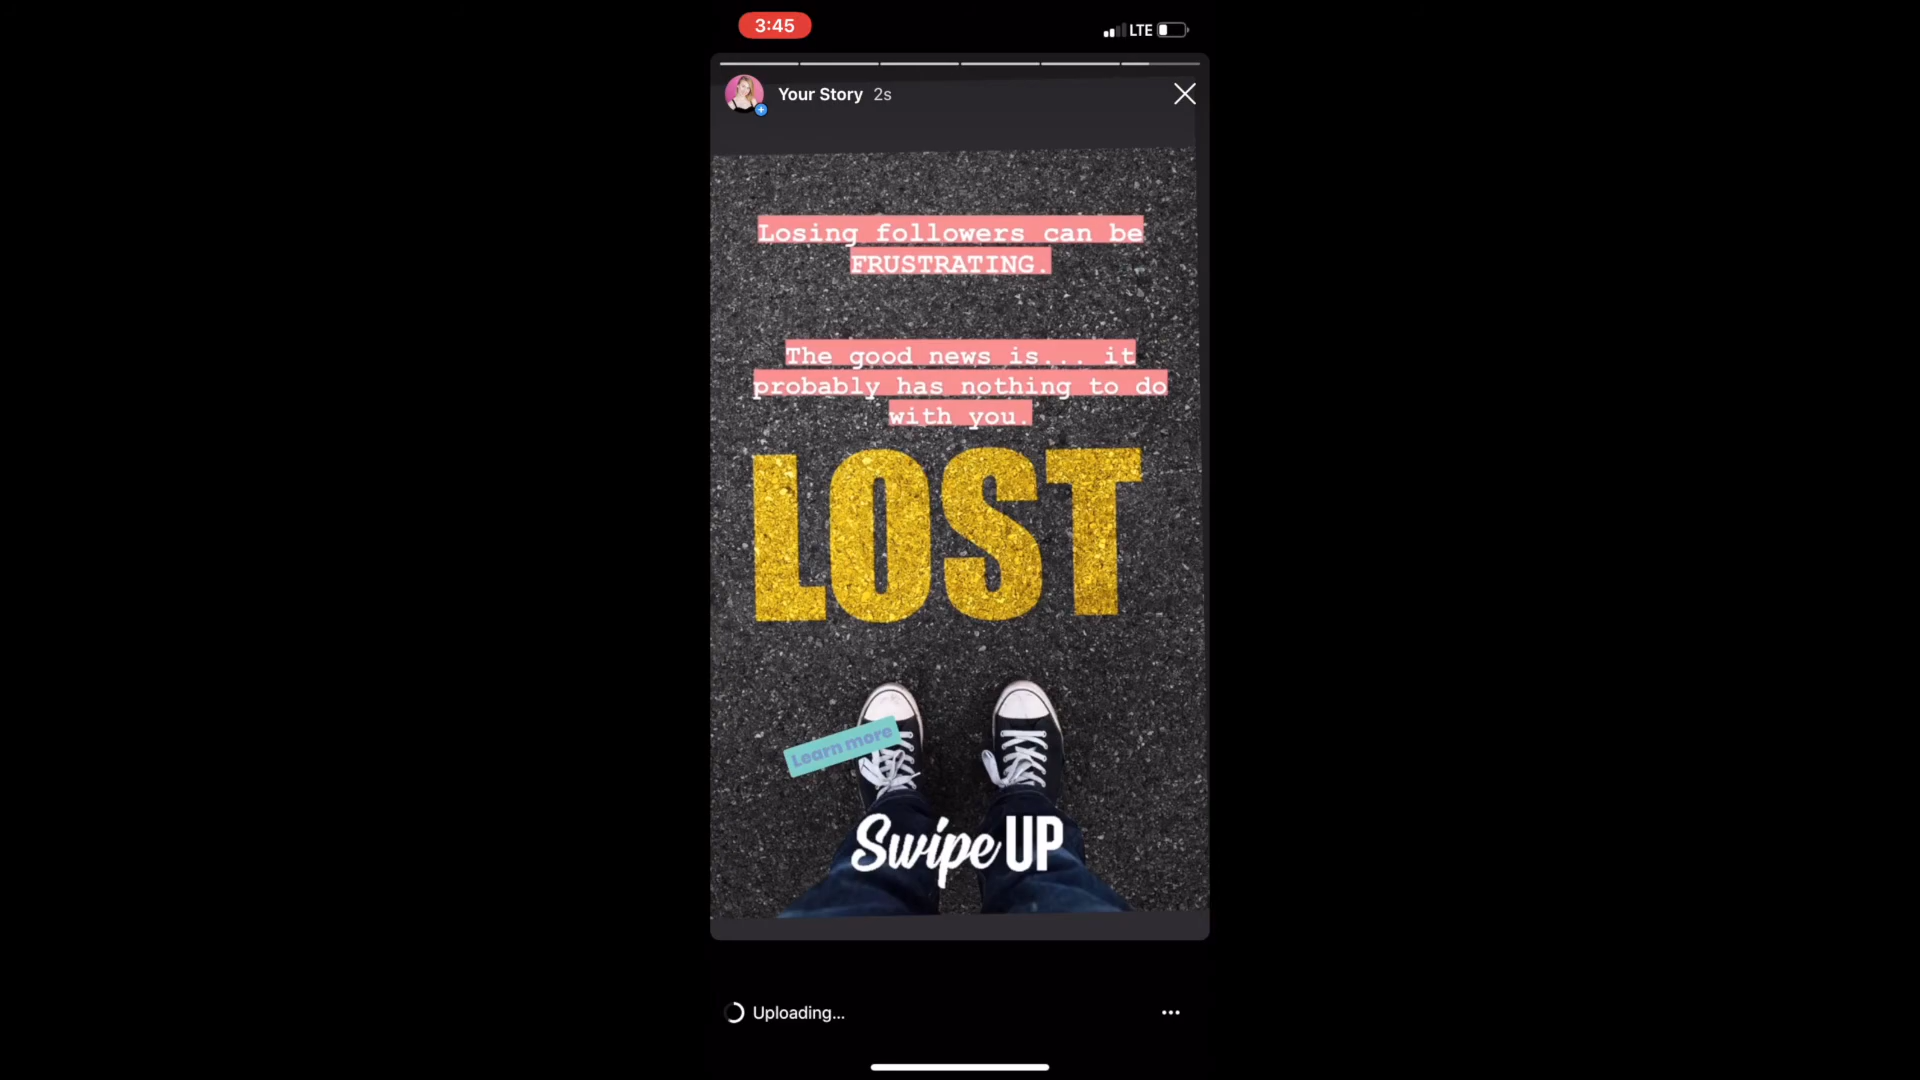 3:45
LTE
Your Story 2s
Losing followers can be
FRUSTRATING.
The good news is... it
probably has nothing to do
with you.
LOST
Learn more
Swipe UP
Uploading...